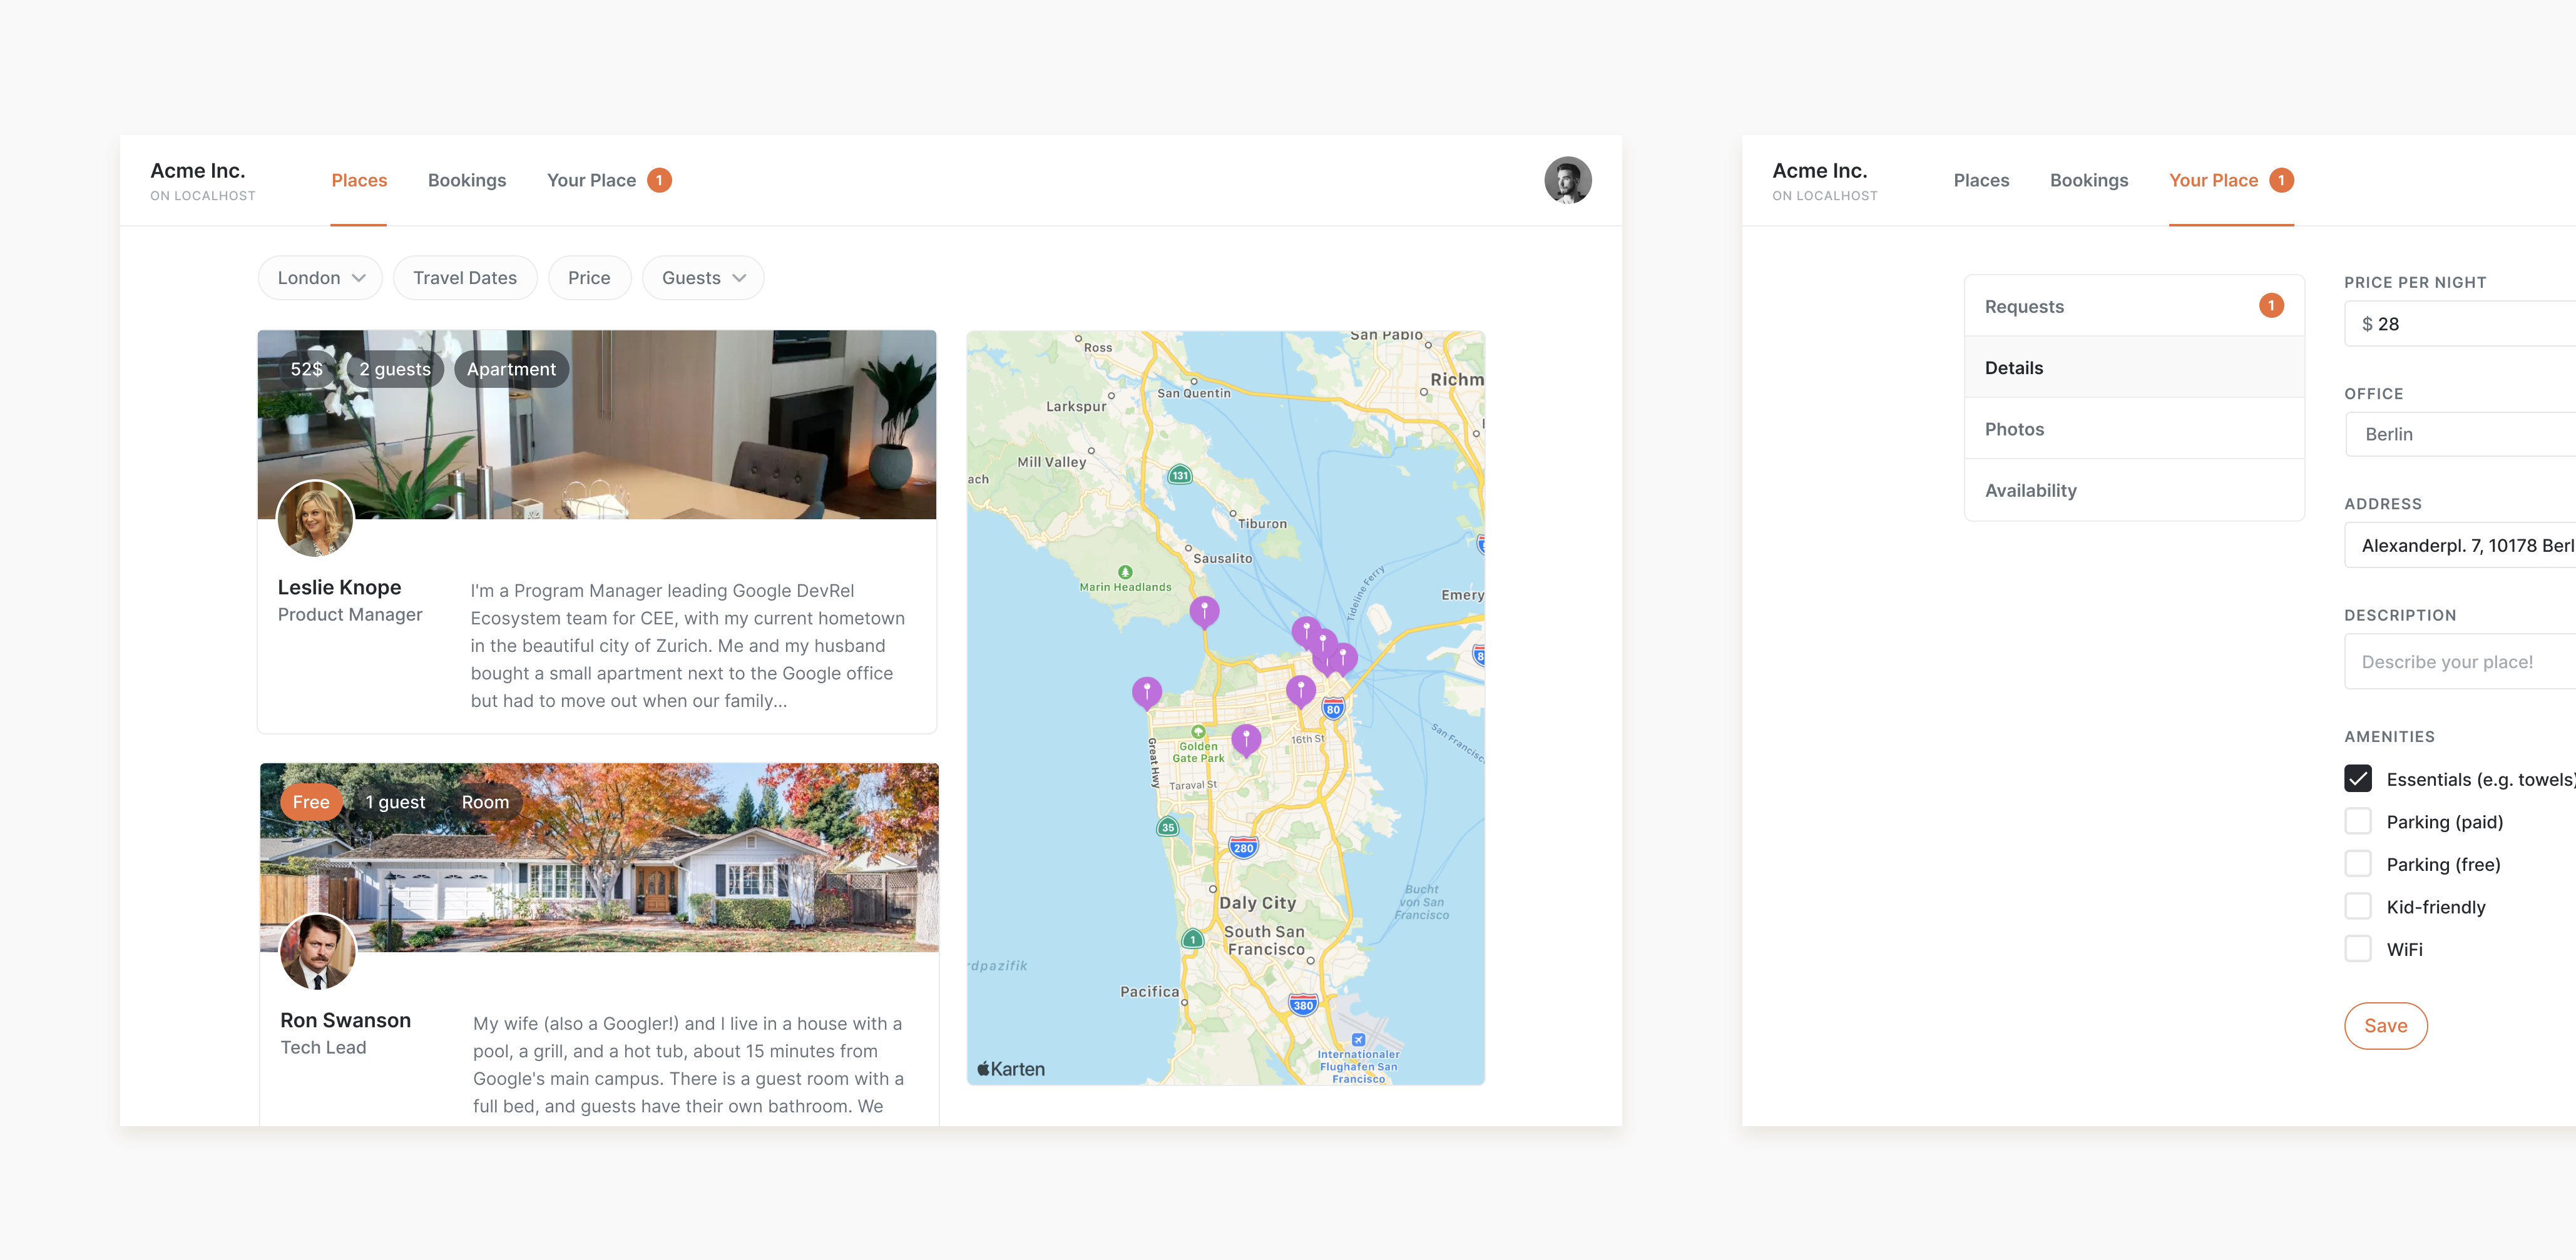 Acme Inc.
ON LOCALHOST
Places
Bookings
Your Place
1
London
Travel Dates
Price
Guests
52$
2 guests
Apartment
Leslie Knope
Product Manager
I'm a Program Manager leading Google DevRel
Ecosystem team for CEE, with my current hometown
in the beautiful city of Zurich. Me and my husband
bought a small apartment next to the Google office
but had to move out when our family...
Free
1 guest
Room
Ron Swanson
Tech Lead
My wife (also a Googler!) and I live in a house with a
pool, a grill, and a hot tub, about 15 minutes from
Google's main campus. There is a guest room with a
full bed, and guests have their own bathroom. We
San Pablo
Ross
Richm
San Quentin
Larkspur
Mill Valley
131
ach
Tiburon
Sausalito
Marin Headlands
Tideline Ferry
Emery
80
Great Hwy
Golden
Gate Park
16th St
San Francisc
Taraval St
35
280
Bucht
von San
Francisco
Daly City
South San
Francisco
1
rdpazifik
Pacifica
380
Internationaler
Flughafen San
Francisco
Karten
Acme Inc.
ON LOCALHOST
Places
Bookings
Your Place
1
Requests
1
Details
Photos
Availability
PRICE PER NIGHT
$ 28
OFFICE
Berlin
ADDRESS
Alexanderpl. 7, 10178 Berl
DESCRIPTION
Describe your place!
AMENITIES
Essentials (e.g. towels)
Parking (paid)
Parking (free)
Kid-friendly
WiFi
Save